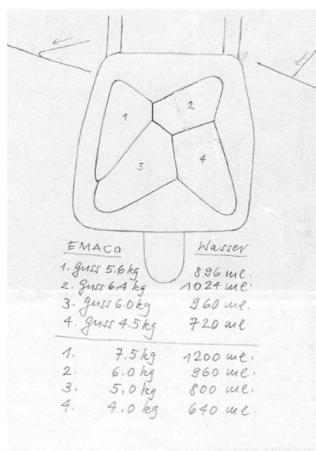 1
2
3
4
EMACO Wasser
1. guss 5.6 kg 896 ml.
2. guss 6.4 kg 1024 ml.
3. guss 6.0 kg 960 ml.
4. guss 4.5 kg 720 ml
1. 7.5 kg 1200 ml.
2. 6.0 kg 960 ml.
3. 5,0 kg 800 ml.
4. 4.0 kg 640 ml.